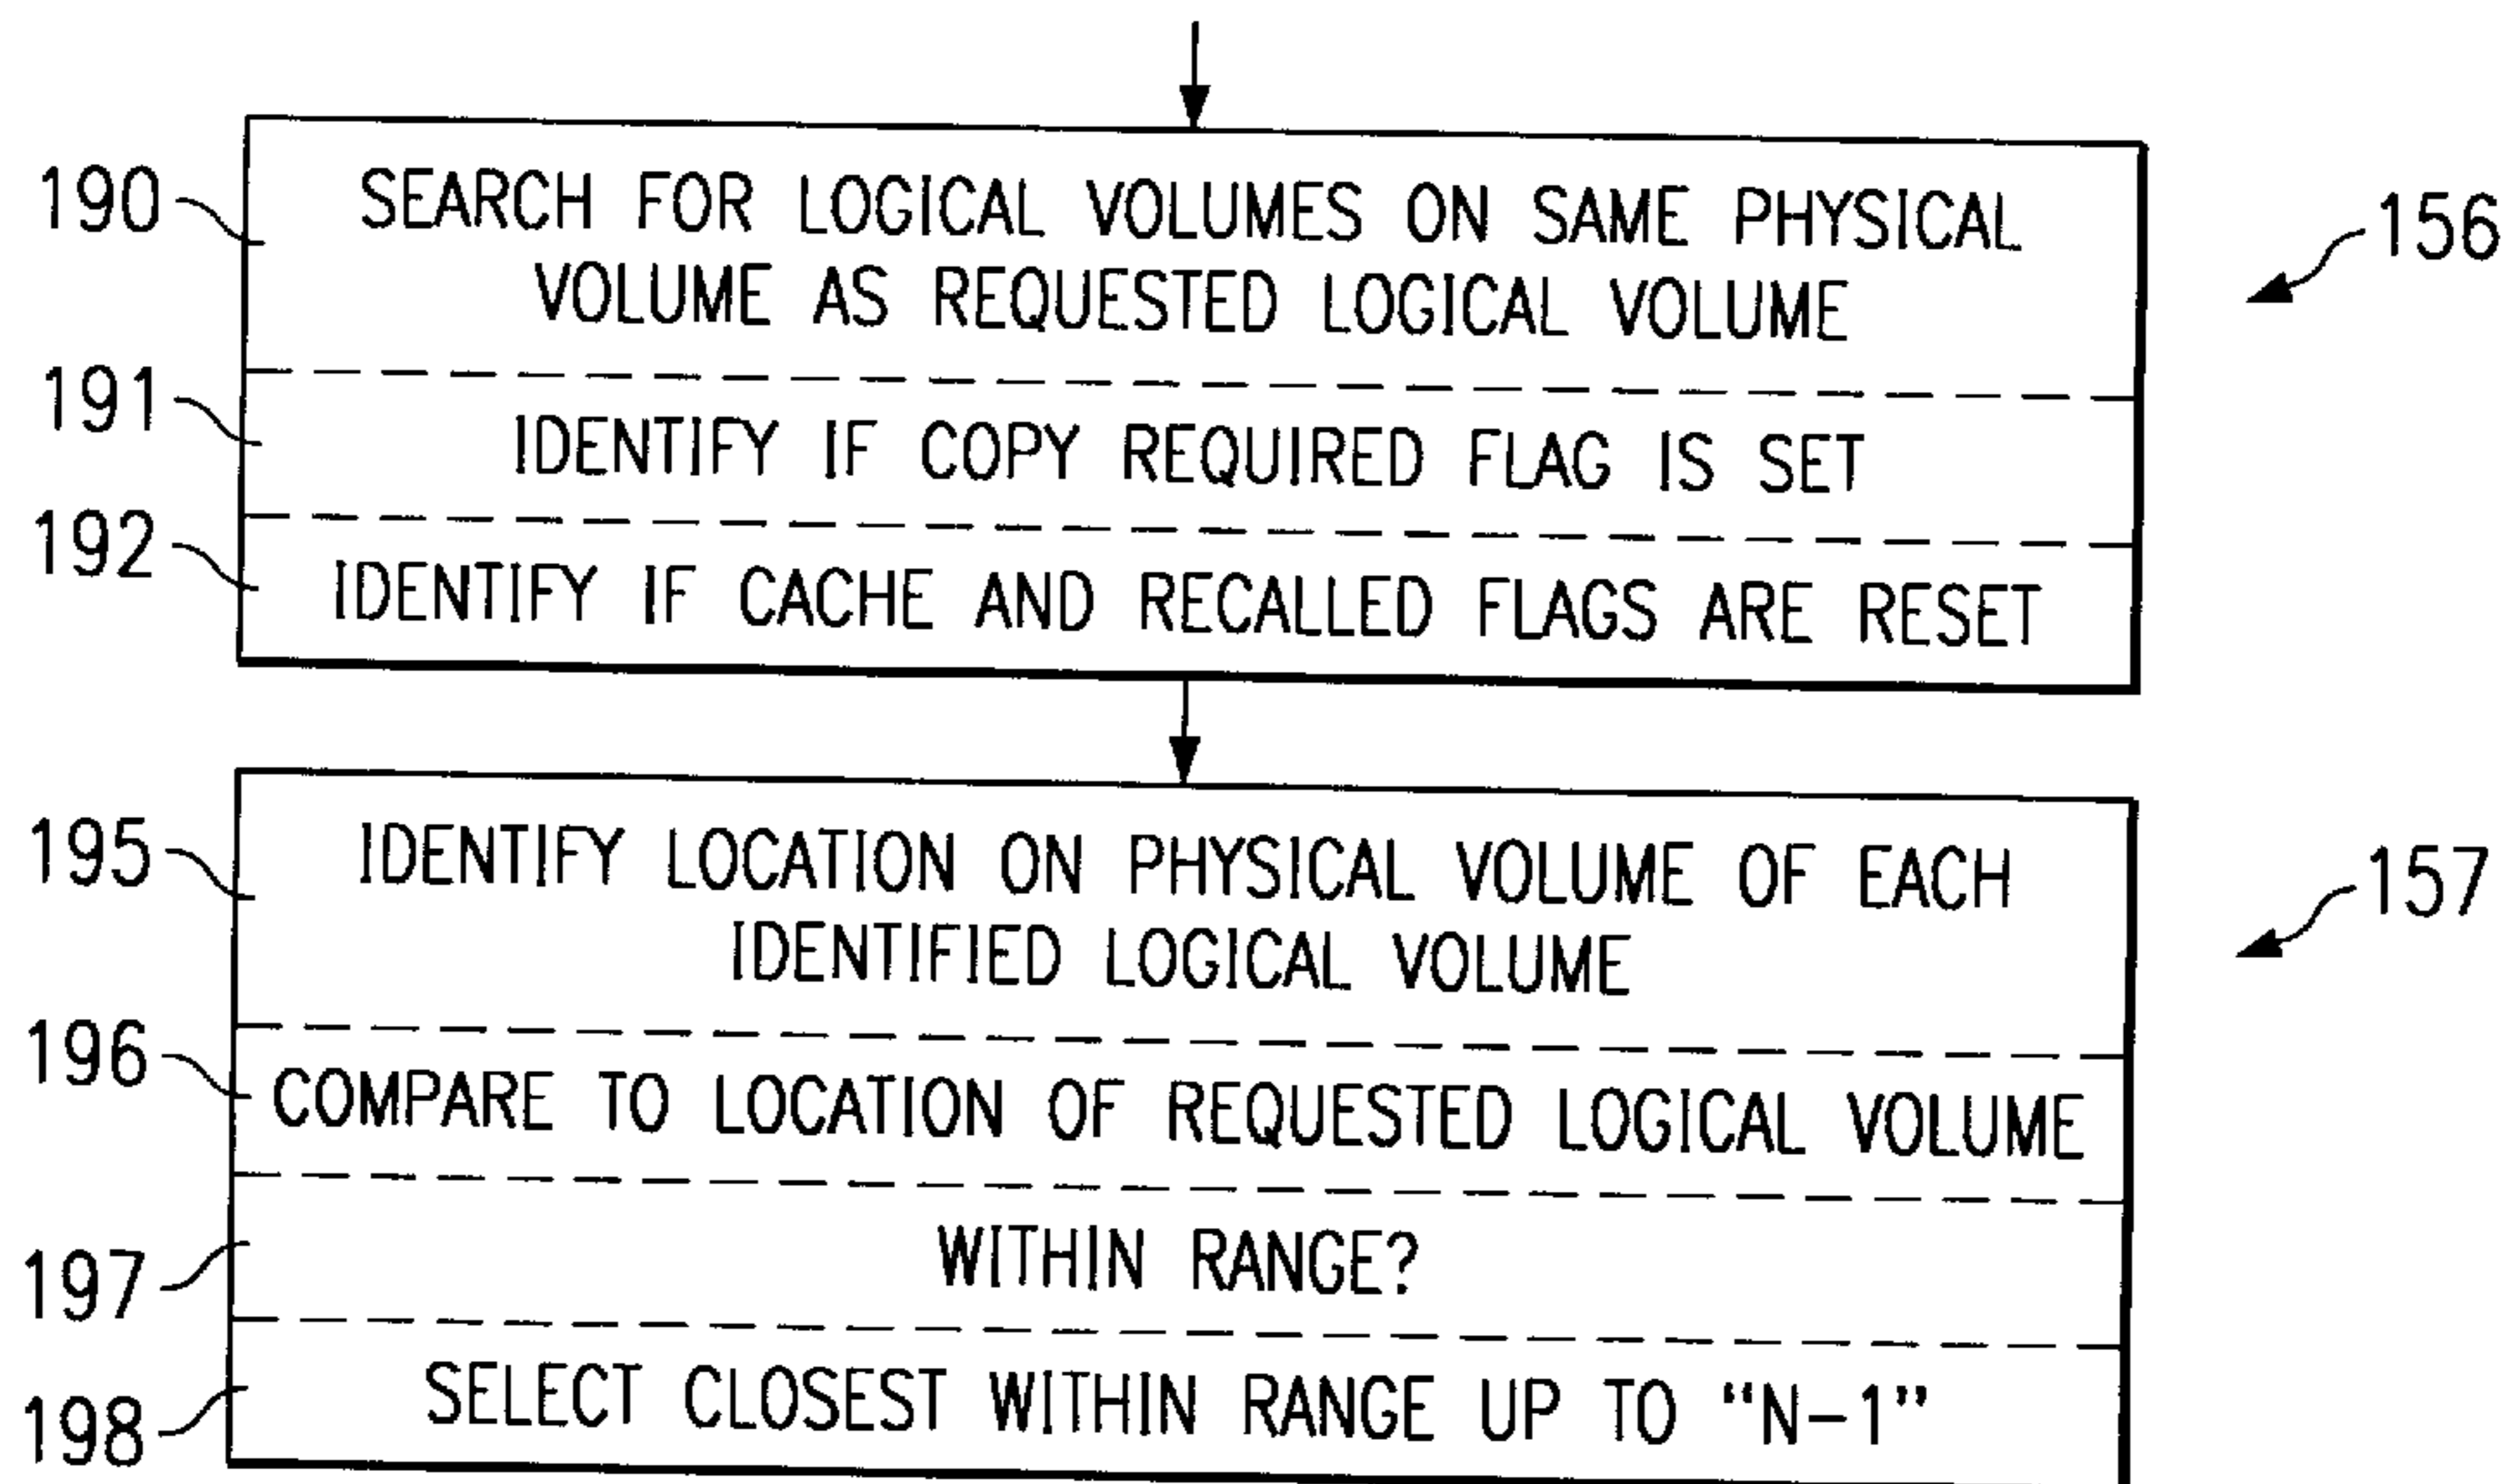 190
SEARCH FOR LOGICAL VOLUMES ON SAME PHYSICAL
VOLUME AS REQUESTED LOGICAL VOLUME
156
191
IDENTIFY IF COPY REQUIRED FLAG IS SET
192
IDENTIFY IF CACHE AND RECALLED FLAGS ARE RESET
195
IDENTIFY LOCATION ON PHYSICAL VOLUME OF EACH
IDENTIFIED LOGICAL VOLUME
157
196
COMPARE TO LOCATION OF REQUESTED LOGICAL VOLUME
197
WITHIN RANGE?
198
SELECT CLOSEST WITHIN RANGE UP TO “N–1”